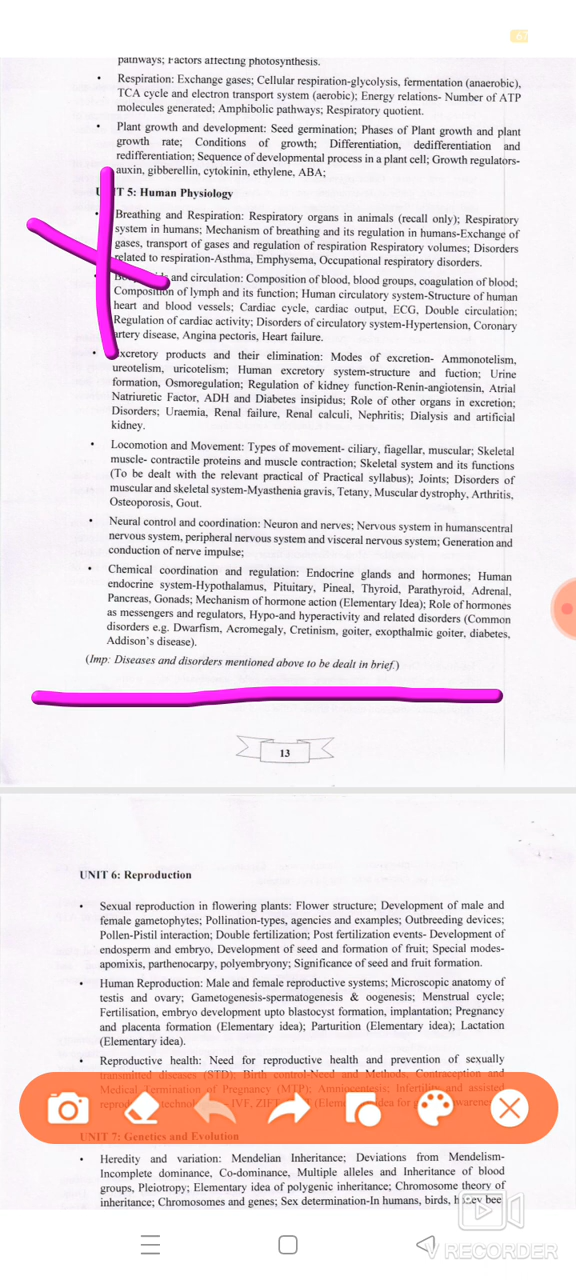 pathways; Factors affecting photosynthesis.
• Respiration: Exchange gases; Cellular respiration-glycolysis, fermentation (anaerobic),
TCA cycle and electron transport system (aerobic); Energy relations- Number of ATP
molecules generated; Amphibolic pathways; Respiratory quotient.
• Plant growth and development: Seed germination; Phases of Plant growth and plant
growth rate; Conditions of growth; Differentiation, dedifferentiation and
redifferentiation; Sequence of developmental process in a plant cell; Growth regulators-
auxin, gibberellin, cytokinin, ethylene, ABA;
UNIT 5: Human Physiology
• Breathing and Respiration: Respiratory organs in animals (recall only); Respiratory
system in humans; Mechanism of breathing and its regulation in humans-Exchange of
gases, transport of gases and regulation of respiration Respiratory volumes; Disorders
related to respiration-Asthma, Emphysema, Occupational respiratory disorders.
and circulation: Composition of blood, blood groups, coagulation of blood;
Composition of lymph and its function; Human circulatory system-Structure of human
heart and blood vessels; Cardiac cycle, cardiac output, ECG, Double circulation;
Regulation of cardiac activity; Disorders of circulatory system-Hypertension, Coronary
artery disease, Angina pectoris, Heart failure.
• Excretory products and their elimination: Modes of excretion- Ammonotelism,
ureotelism, uricotelism; Human excretory system-structure and fuction; Urine
formation, Osmoregulation; Regulation of kidney function-Renin-angiotensin, Atrial
Natriuretic Factor, ADH and Diabetes insipidus; Role of other organs in excretion;
Disorders; Uraemia, Renal failure, Renal calculi, Nephritis; Dialysis and artificial
kidney.
• Locomotion and Movement: Types of movement- ciliary, fiagellar, muscular; Skeletal
muscle- contractile proteins and muscle contraction; Skeletal system and its functions
(To be dealt with the relevant practical of Practical syllabus); Joints; Disorders of
muscular and skeletal system-Myasthenia gravis, Tetany, Muscular dystrophy, Arthritis,
Osteoporosis, Gout.
• Neural control and coordination: Neuron and nerves; Nervous system in humanscentral
nervous system, peripheral nervous system and visceral nervous system; Generation and
conduction of nerve impulse;
• Chemical coordination and regulation: Endocrine glands and hormones; Human
endocrine system-Hypothalamus, Pituitary, Pineal, Thyroid, Parathyroid, Adrenal,
Pancreas, Gonads; Mechanism of hormone action (Elementary Idea); Role of hormones
as messengers and regulators, Hypo-and hyperactivity and related disorders (Common
disorders e.g. Dwarfism, Acromegaly, Cretinism, goiter, exopthalmic goiter, diabetes,
Addison's disease).
(Imp: Diseases and disorders mentioned above to be dealt in brief.)
13
UNIT 6: Reproduction
• Sexual reproduction in flowering plants: Flower structure; Development of male and
female gametophytes; Pollination-types, agencies and examples; Outbreeding devices;
Pollen-Pistil interaction; Double fertilization; Post fertilization events- Development of
endosperm and embryo, Development of seed and formation of fruit; Special modes-
apomixis, parthenocarpy, polyembryony; Significance of seed and fruit formation.
• Human Reproduction: Male and female reproductive systems; Microscopic anatomy of
testis and ovary; Gametogenesis-spermatogenesis & oogenesis; Menstrual cycle;
Fertilisation, embryo development upto blastocyst formation, implantation; Pregnancy
and placenta formation (Elementary idea); Parturition (Elementary idea); Lactation
(Elementary idea).
• Reproductive health: Need for reproductive health and prevention of sexually
transmitted diseases (STD); Birth control-Need and Methods, Contraception and
Medical Termination of Pregnancy (MTP); Amniocentesis; Infertility and assisted
UNIT 7: Genetics and Evolution
• Heredity and variation: Mendelian Inheritance; Deviations from Mendelism-
Incomplete dominance, Co-dominance, Multiple alleles and Inheritance of blood
groups, Pleiotropy; Elementary idea of polygenic inheritance; Chromosome theory of
inheritance; Chromosomes and genes; Sex determination-In humans, birds, honey bee
V RECORDER